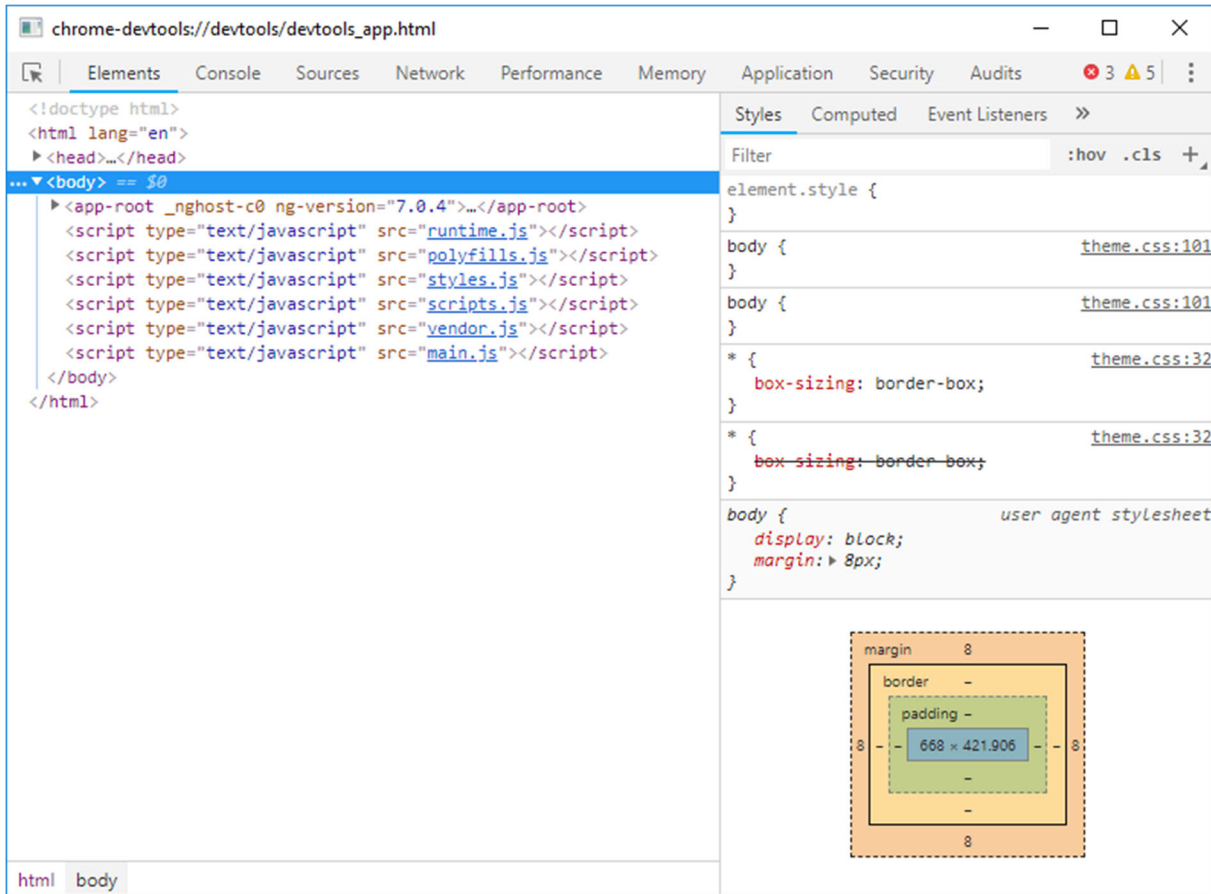 chrome-devtools://devtools/devtools_app.html
Elements Console Sources Network Performance Memory Application Security Audits 3 5
<!doctype html>
<html lang="en">
<head>…</head>
<body> == $0
<app-root _nghost-c0 ng-version="7.0.4">…</app-root>
<script type="text/javascript" src="runtime.js"></script>
<script type="text/javascript" src="polyfills.js"></script>
<script type="text/javascript" src="styles.js"></script>
<script type="text/javascript" src="scripts.js"></script>
<script type="text/javascript" src="vendor.js"></script>
<script type="text/javascript" src="main.js"></script>
</body>
</html>
html body
Styles Computed Event Listeners »
Filter :hov .cls +
element.style {
}
body { theme.css:101
}
body { theme.css:101
}
* { theme.css:32
box-sizing: border-box;
}
* { theme.css:32
box-sizing: border-box;
}
body { user agent stylesheet
display: block;
margin: 8px;
}
margin 8
border –
padding –
8 – – 668 × 421.906 – – 8
–
–
8